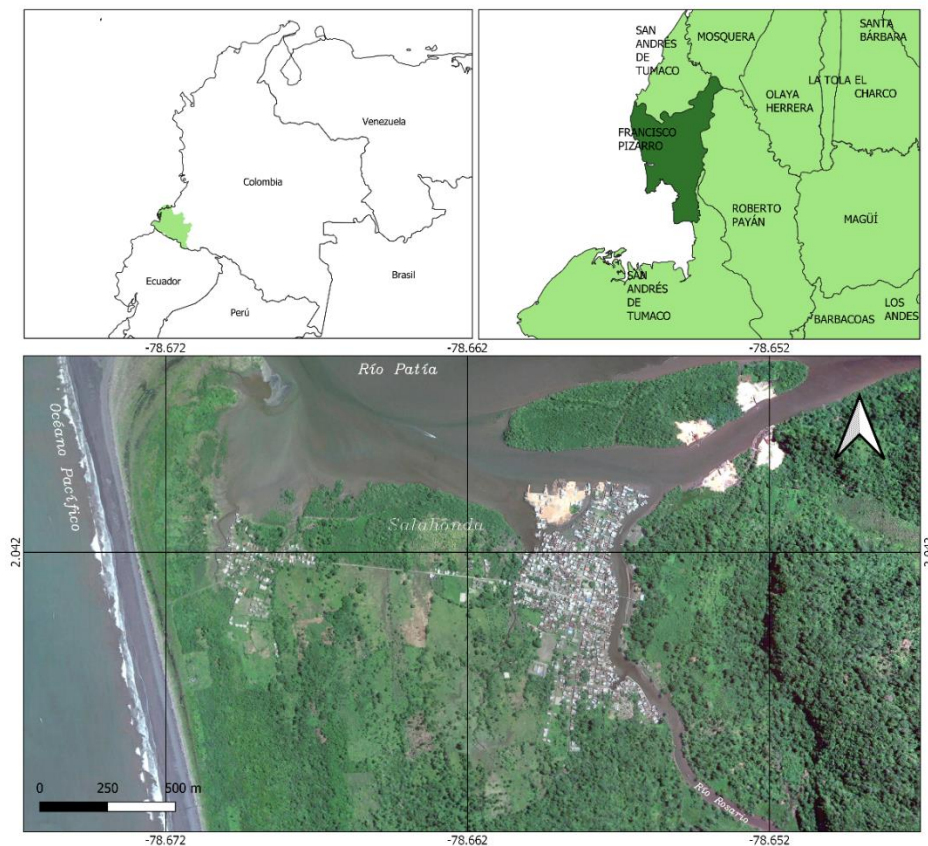 Venezuela
Colombia
Ecuador
Perú
Brasil
SAN
ANDRÉS
DE
TUMACO
MOSQUERA
SANTA
BÁRBARA
LA TOLA
EL
CHARCO
OLAYA
HERRERA
FRANCISCO
PIZARRO
ROBERTO
PAYÁN
MAGÜÍ
SAN
ANDRÉS
DE
TUMACO
BARBACOAS
LOS
ANDES
-78.672
-78.662
-78.652
Río Patía
Océano Pacífico
Salahonda
2.042
2.042
Río Rosario
0
250
500 m
-78.672
-78.662
-78.652